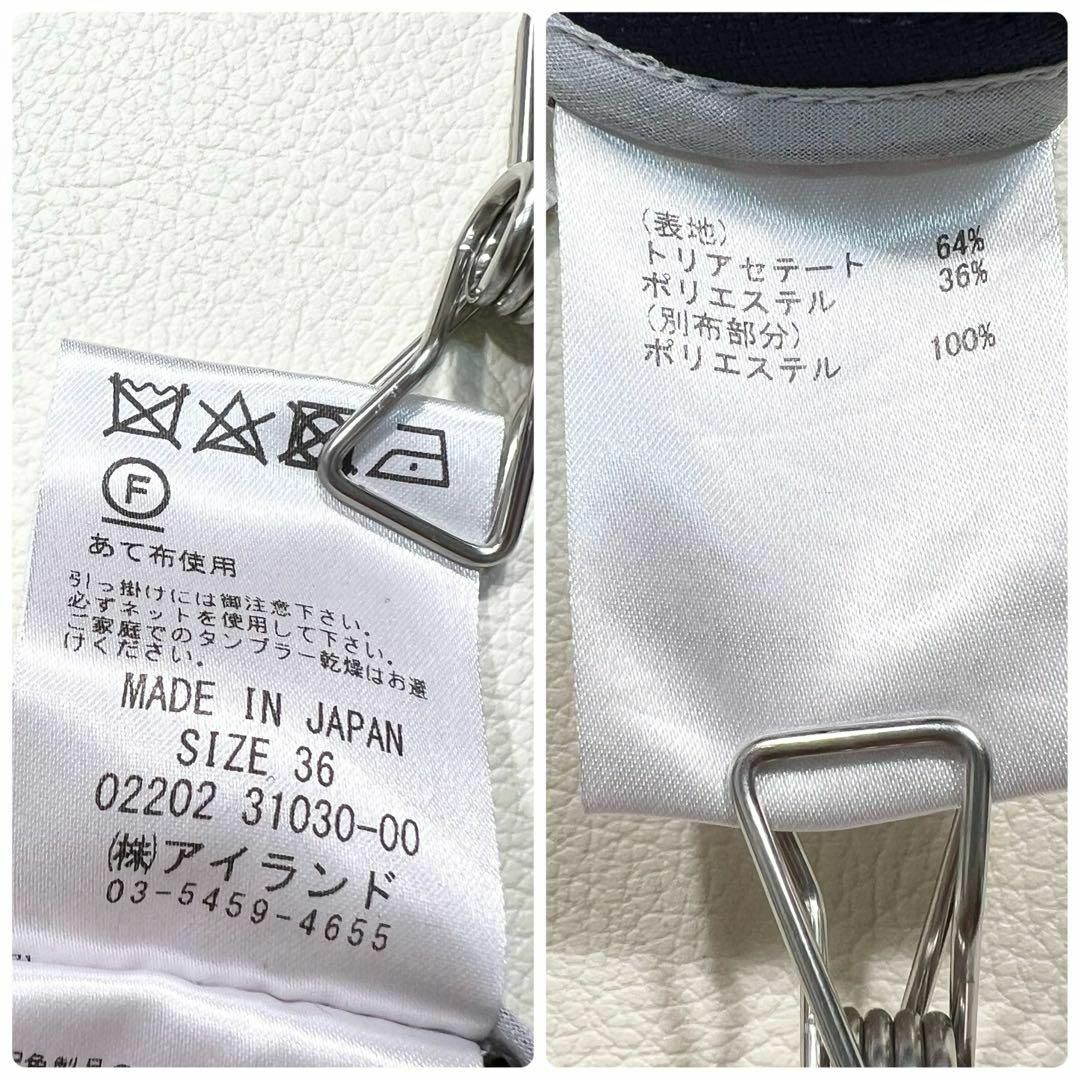 F
あて布使用
引っ掛けには御注意下さい。
必ずネットを使用して下さい。
ご家庭でのタンブラー乾燥はお避
けください。
MADE IN JAPAN
SIZE 36
02202 31030-00
㈱アイランド
03-5459-4655
(表地)
トリアセテート 64%
ポリエステル 36%
(別布部分)
ポリエステル 100%